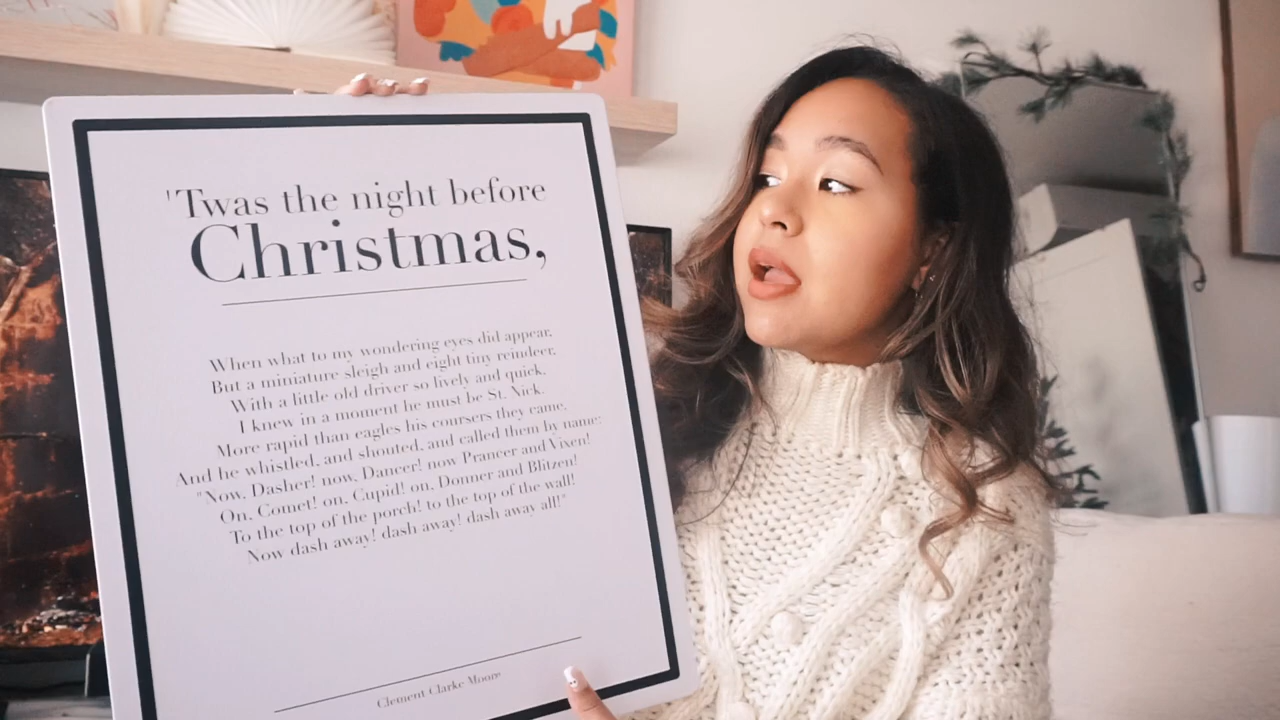 'Twas the night before
Christmas,
When what to my wondering eyes did appear,
But a miniature sleigh and eight tiny reindeer,
With a little old driver so lively and quick,
I knew in a moment he must be St. Nick.
More rapid than eagles his coursers they came,
And he whistled, and shouted, and called them by name:
"Now, Dasher! now, Dancer! now Prancer and Vixen!
On, Comet! on, Cupid! on, Donner and Blitzen!
To the top of the porch! to the top of the wall!
Now dash away! dash away! dash away all!"
Clement Clarke Moore